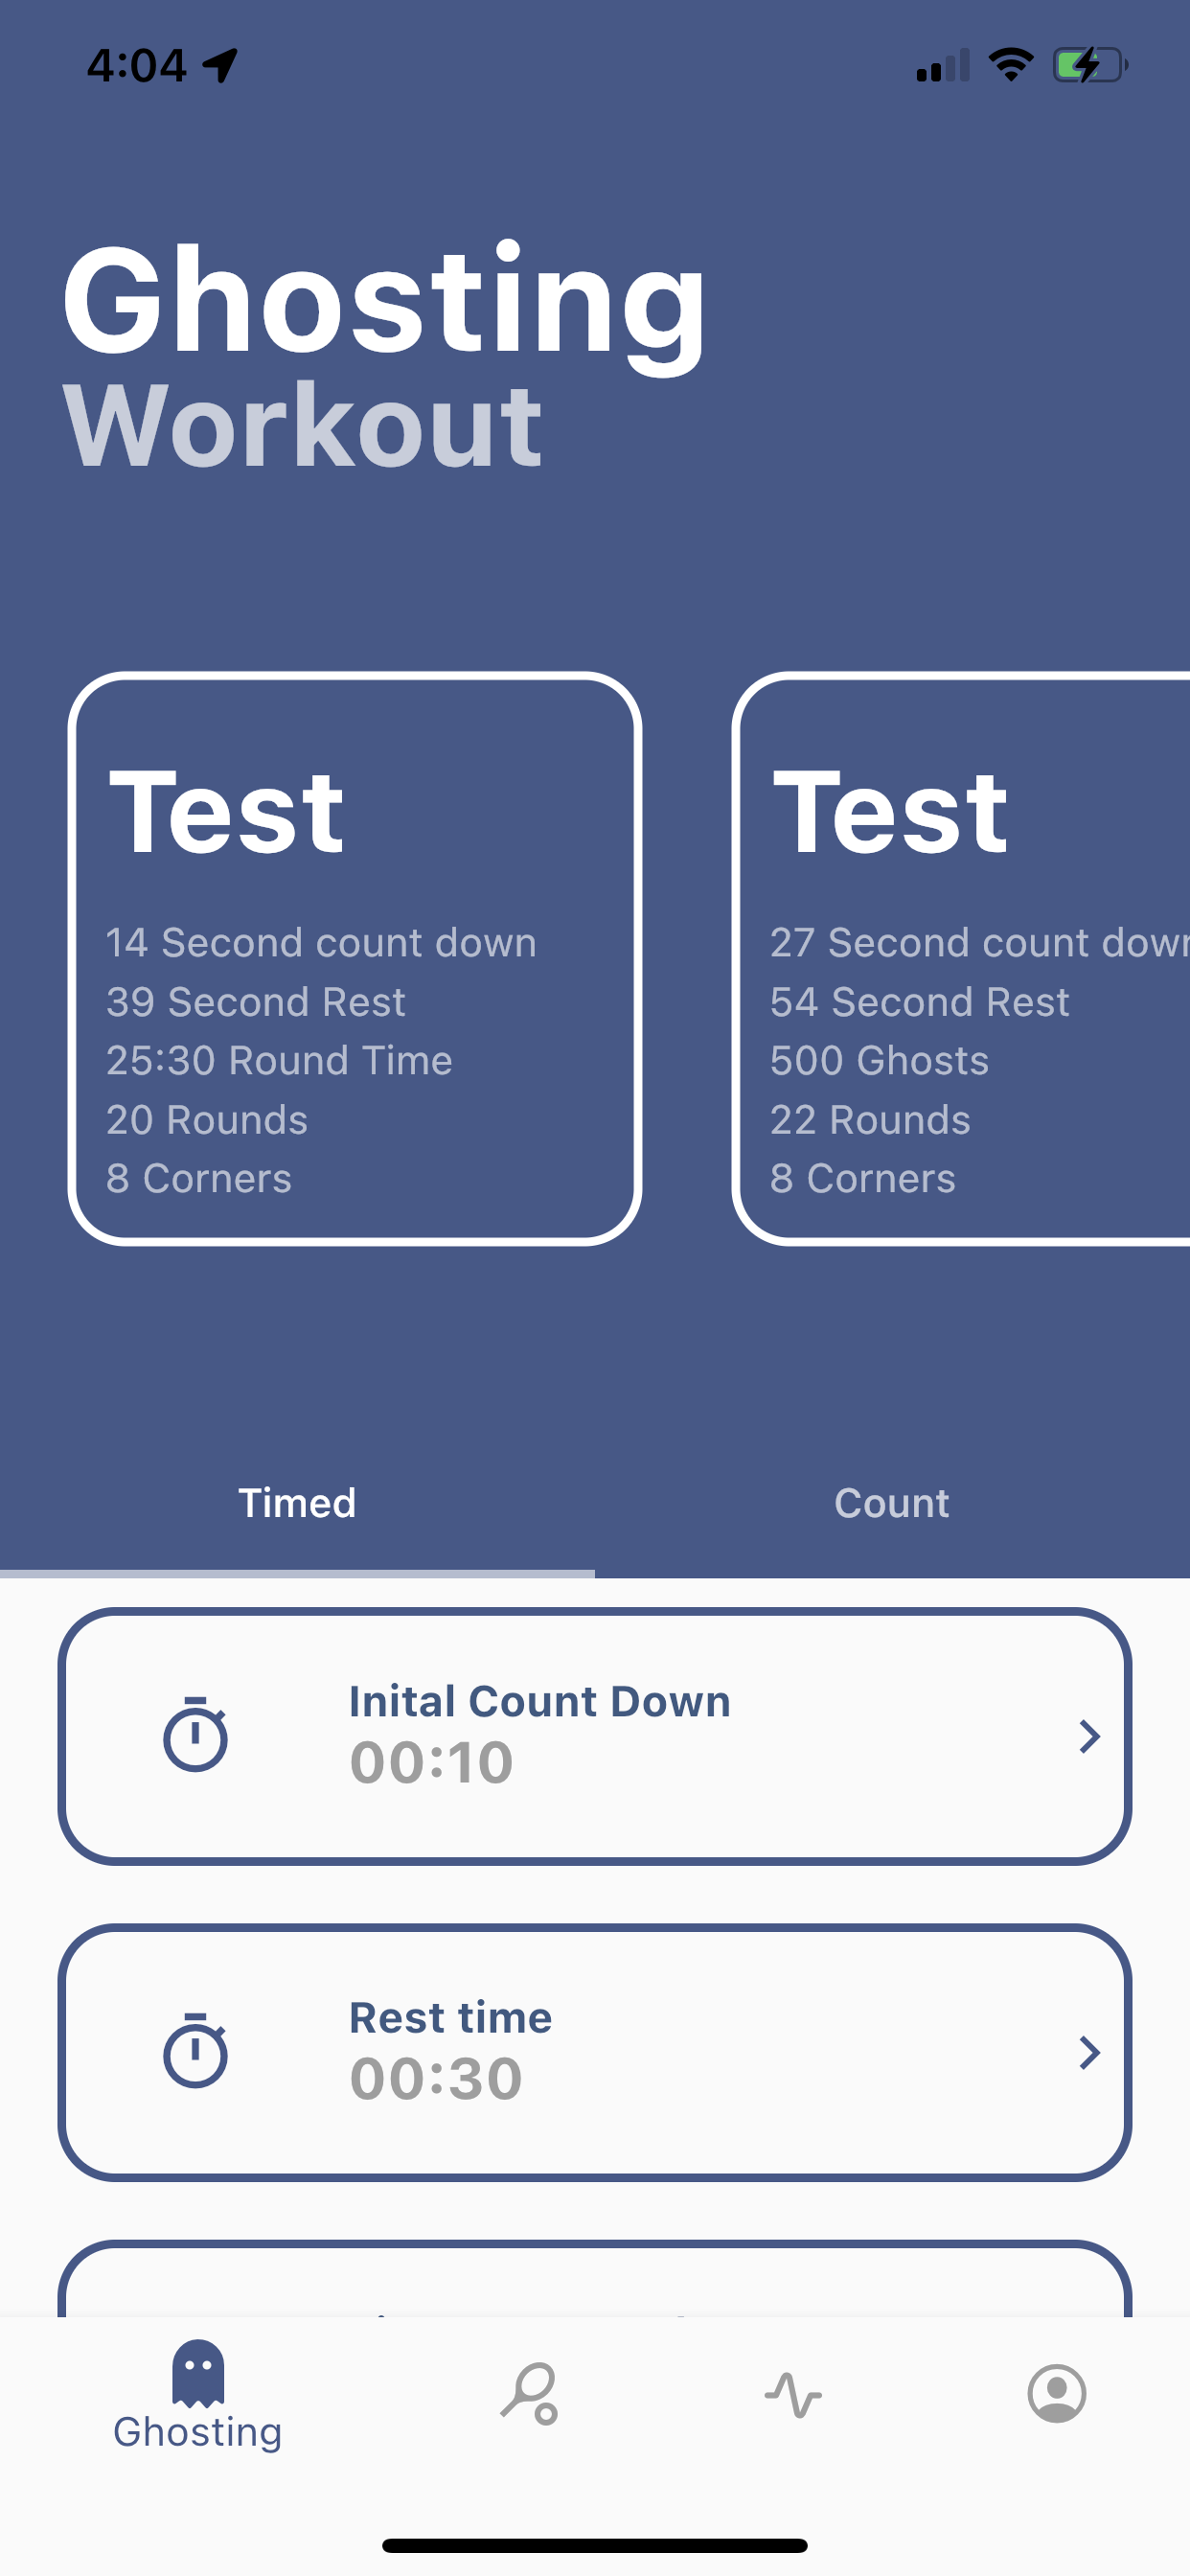 4:04
Ghosting
Workout
Test
14 Second count down
39 Second Rest
25:30 Round Time
20 Rounds
8 Corners
Test
27 Second count down
54 Second Rest
500 Ghosts
22 Rounds
8 Corners
Timed
Count
Inital Count Down
00:10
Rest time
00:30
Ghosting